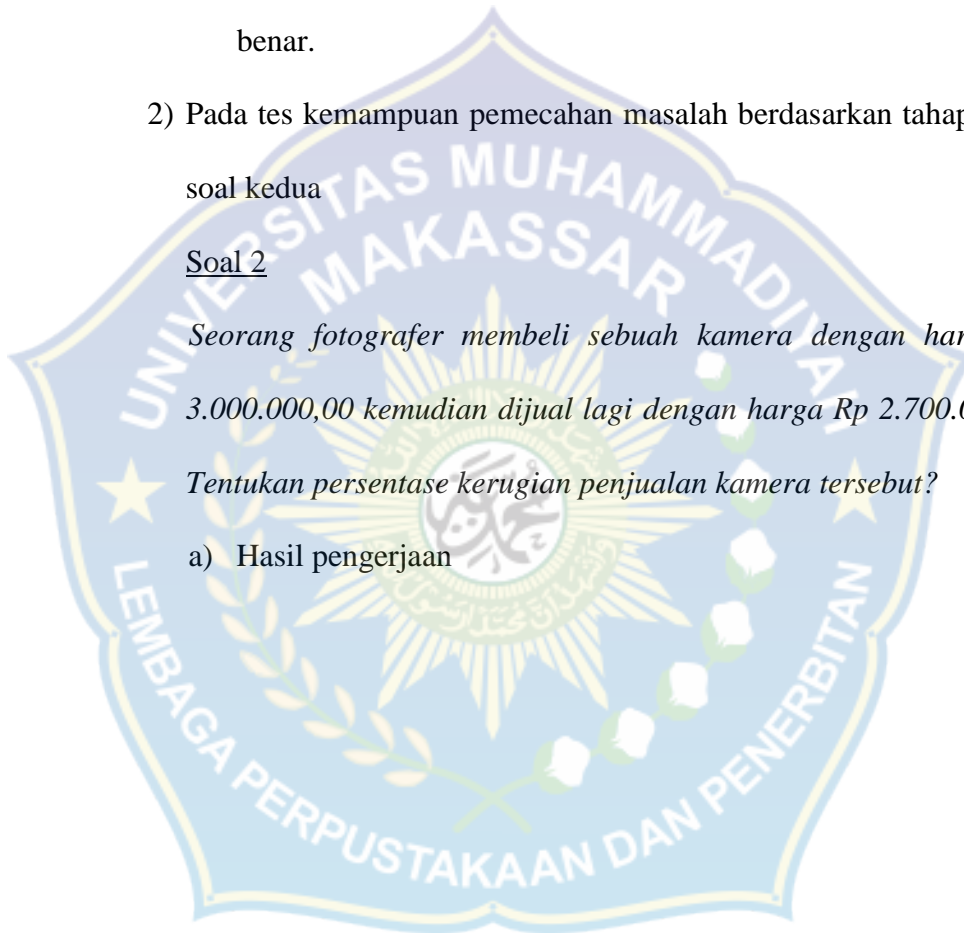 benar.
2) Pada tes kemampuan pemecahan masalah berdasarkan tahap
soal kedua
Soal 2
Seorang fotografer membeli sebuah kamera dengan har
3.000.000,00 kemudian dijual lagi dengan harga Rp 2.700.0
Tentukan persentase kerugian penjualan kamera tersebut?
a) Hasil pengerjaan
UNIVERSITAS MUHAMMADIYAH
MAKASSAR
LEMBAGA PERPUSTAKAAN DAN PENERBITAN